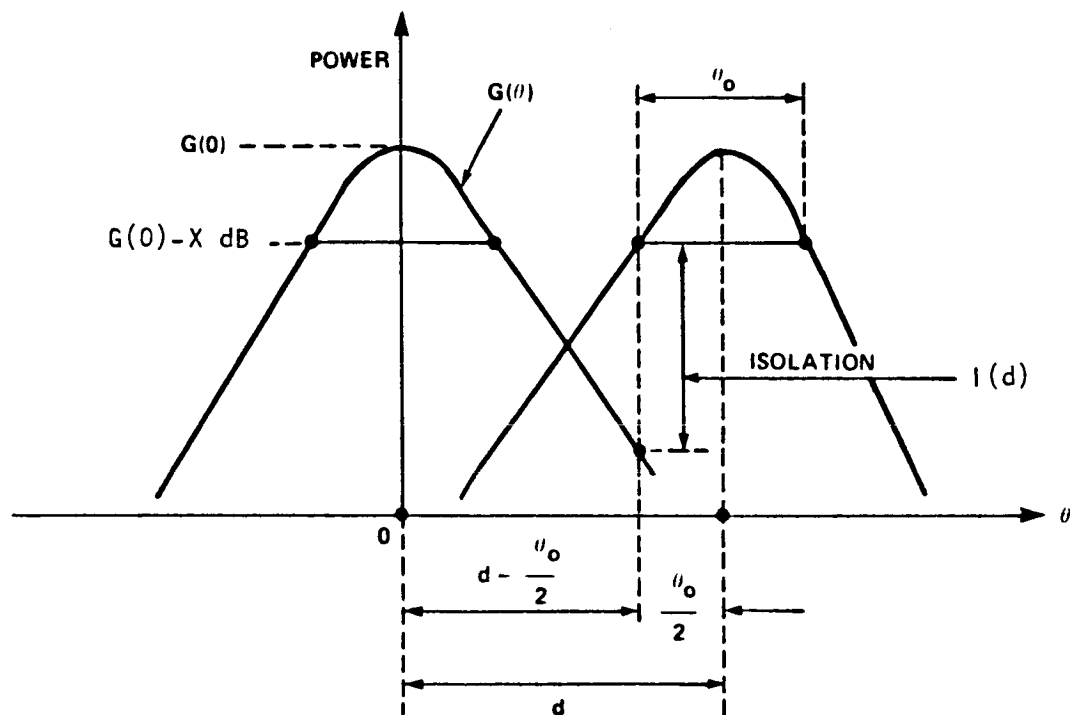 POWER
G(θ)
θo
G(0)
G(0)-X dB
ISOLATION
I(d)
0
θ
d - θo/2
θo/2
d